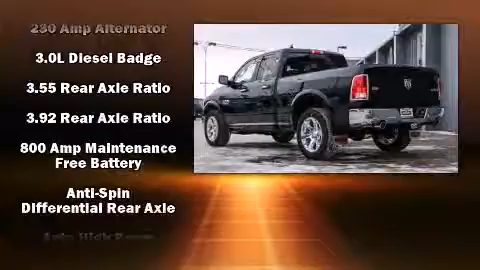 230 Amp Alternator
3.0L Diesel Badge
3.55 Rear Axle Ratio
3.92 Rear Axle Ratio
800 Amp Maintenance
Free Battery
Anti-Spin
Differential Rear Axle